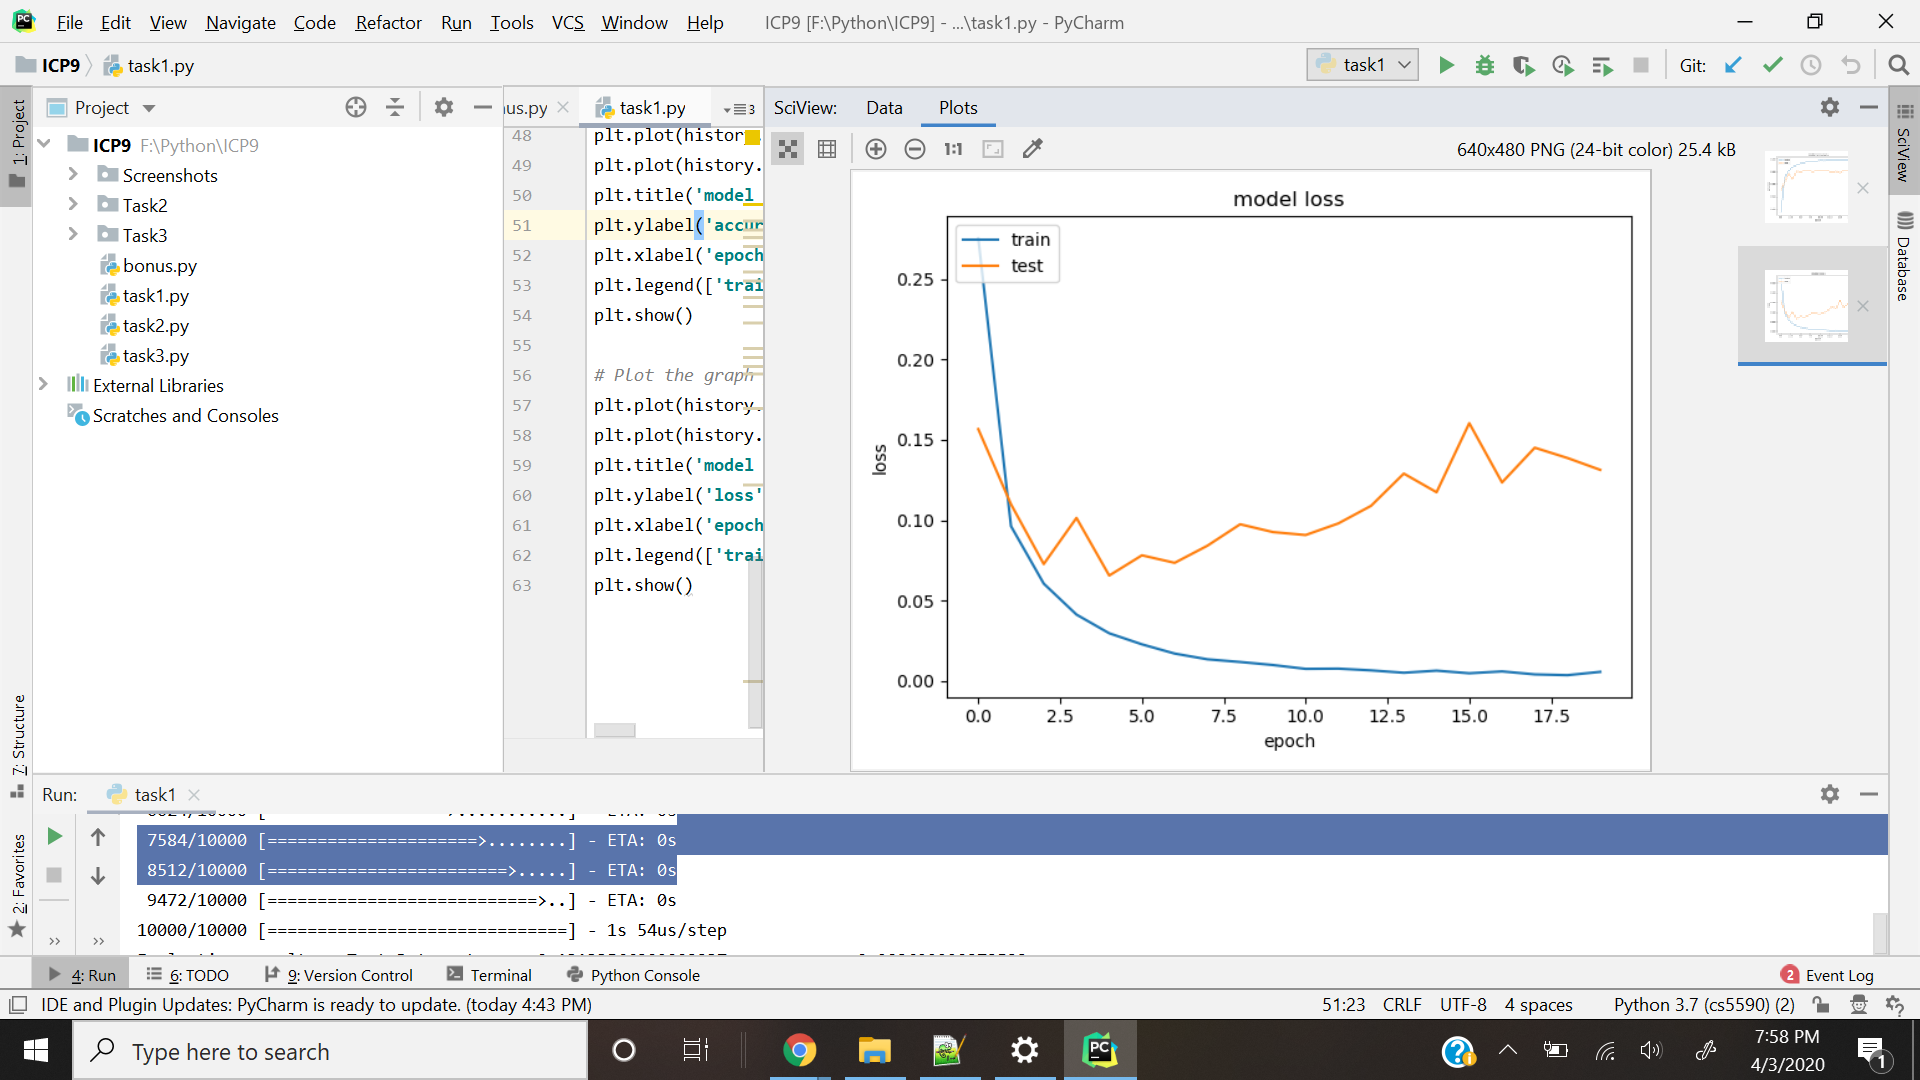 File Edit View Navigate Code Refactor Run Tools VCS Window Help ICP9 [F:\Python\ICP9] - ...\task1.py - PyCharm
ICP9 task1.py task1 Git:
Project us.py task1.py 3 SciView: Data Plots
1: Project
ICP9 F:\Python\ICP9
Screenshots
Task2
Task3
bonus.py
task1.py
task2.py
task3.py
External Libraries
Scratches and Consoles
7: Structure
2: Favorites
48 plt.plot(histor
49 plt.plot(history.
50 plt.title('model
51 plt.ylabel('accur
52 plt.xlabel('epoch
53 plt.legend(['trai
54 plt.show()
55
56 # Plot the graph
57 plt.plot(history.
58 plt.plot(history.
59 plt.title('model
60 plt.ylabel('loss'
61 plt.xlabel('epoch
62 plt.legend(['trai
63 plt.show()
1:1 640x480 PNG (24-bit color) 25.4 kB
model loss
train
test
0.25
0.20
0.15
0.10
0.05
0.00
loss
0.0 2.5 5.0 7.5 10.0 12.5 15.0 17.5
epoch
SciView
Database
Run: task1
7584/10000 [=====================>........] - ETA: 0s
8512/10000 [========================>.....] - ETA: 0s
9472/10000 [===========================>..] - ETA: 0s
10000/10000 [==============================] - 1s 54us/step
4: Run 6: TODO 9: Version Control Terminal Python Console 2 Event Log
IDE and Plugin Updates: PyCharm is ready to update. (today 4:43 PM) 51:23 CRLF UTF-8 4 spaces Python 3.7 (cs5590) (2)
Type here to search
PC
7:58 PM
4/3/2020
1